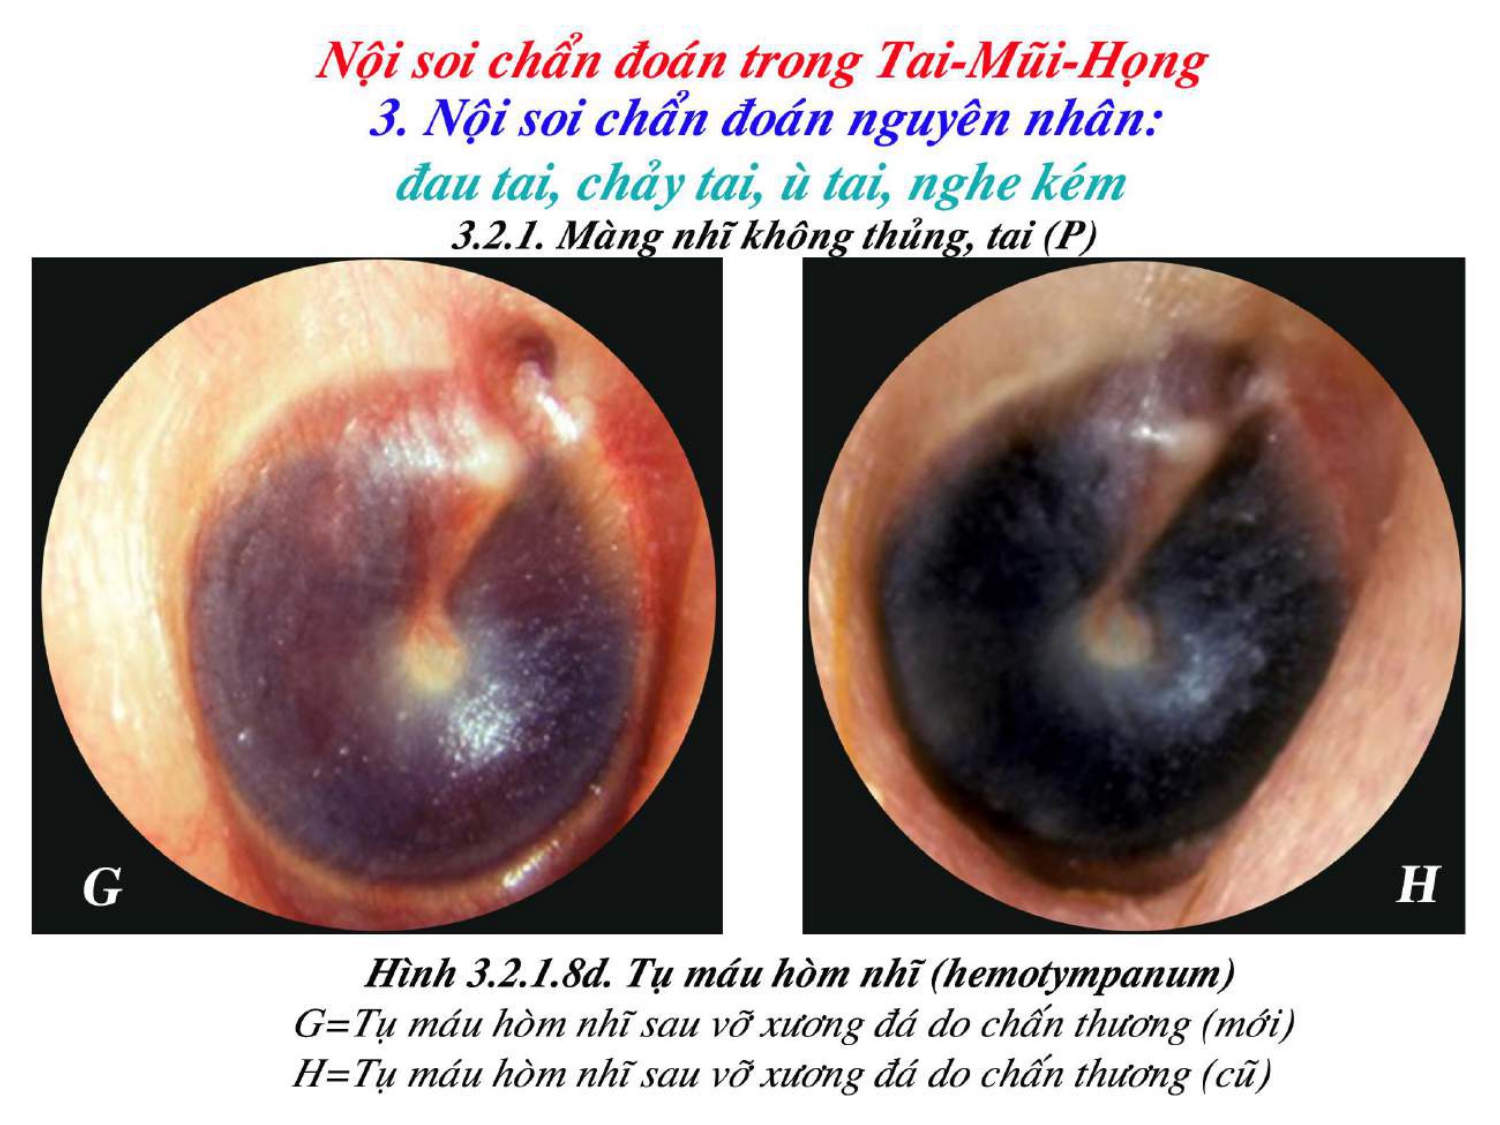 Nội soi chẩn đoán trong Tai-Mũi-Họng
3. Nội soi chẩn đoán nguyên nhân:
đau tai, chảy tai, ù tai, nghe kém
3.2.1. Màng nhĩ không thủng, tai (P)
G
H
Hình 3.2.1.8d. Tụ máu hòm nhĩ (hemotympanum)
G=Tụ máu hòm nhĩ sau vỡ xương đá do chấn thương (mới)
H=Tụ máu hòm nhĩ sau vỡ xương đá do chấn thương (cũ)